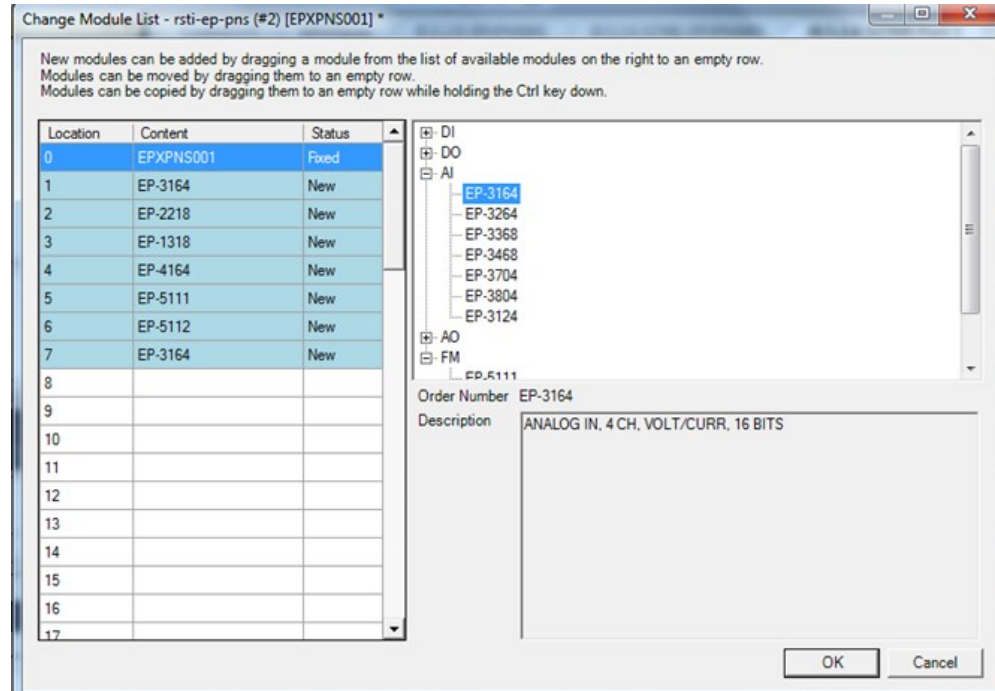 Change Module List - rsti-ep-pns (#2) [EPXPNS001] *
New modules can be added by dragging a module from the list of available modules on the right to an empty row.
Modules can be moved by dragging them to an empty row.
Modules can be copied by dragging them to an empty row while holding the Ctrl key down.
Location Content Status
0 EPXPNS001 Fixed
1 EP-3164 New
2 EP-2218 New
3 EP-1318 New
4 EP-4164 New
5 EP-5111 New
6 EP-5112 New
7 EP-3164 New
8
9
10
11
12
13
14
15
16
17
DI
DO
AI
EP-3164
EP-3264
EP-3368
EP-3468
EP-3704
EP-3804
EP-3124
AO
FM
EP-5111
Order Number EP-3164
Description ANALOG IN, 4 CH, VOLT/CURR, 16 BITS
OK Cancel